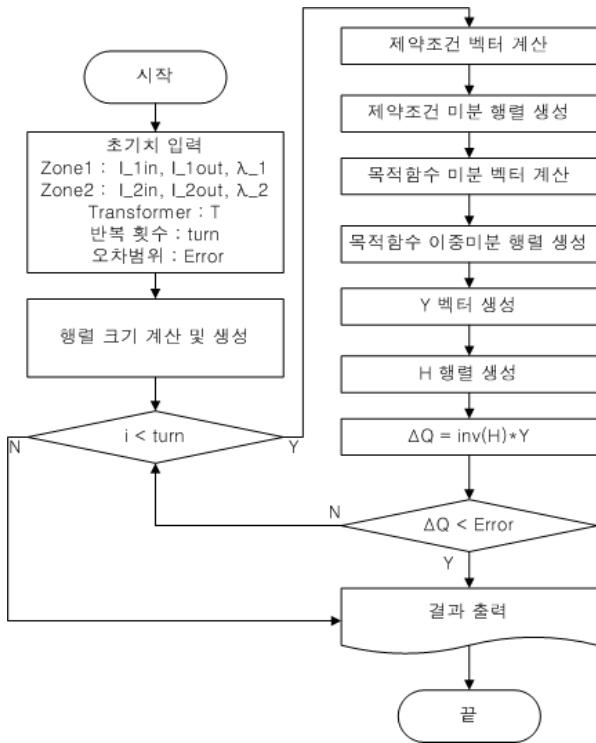 시작
초기치 입력
Zone1 : I_1in, I_1out, λ_1
Zone2 : I_2in, I_2out, λ_2
Transformer : T
반복 횟수 : turn
오차범위 : Error
행렬 크기 계산 및 생성
i < turn
N
Y
제약조건 벡터 계산
제약조건 미분 행렬 생성
목적함수 미분 벡터 계산
목적함수 이중미분 행렬 생성
Y 벡터 생성
H 행렬 생성
ΔQ = inv(H)*Y
ΔQ < Error
N
Y
결과 출력
끝